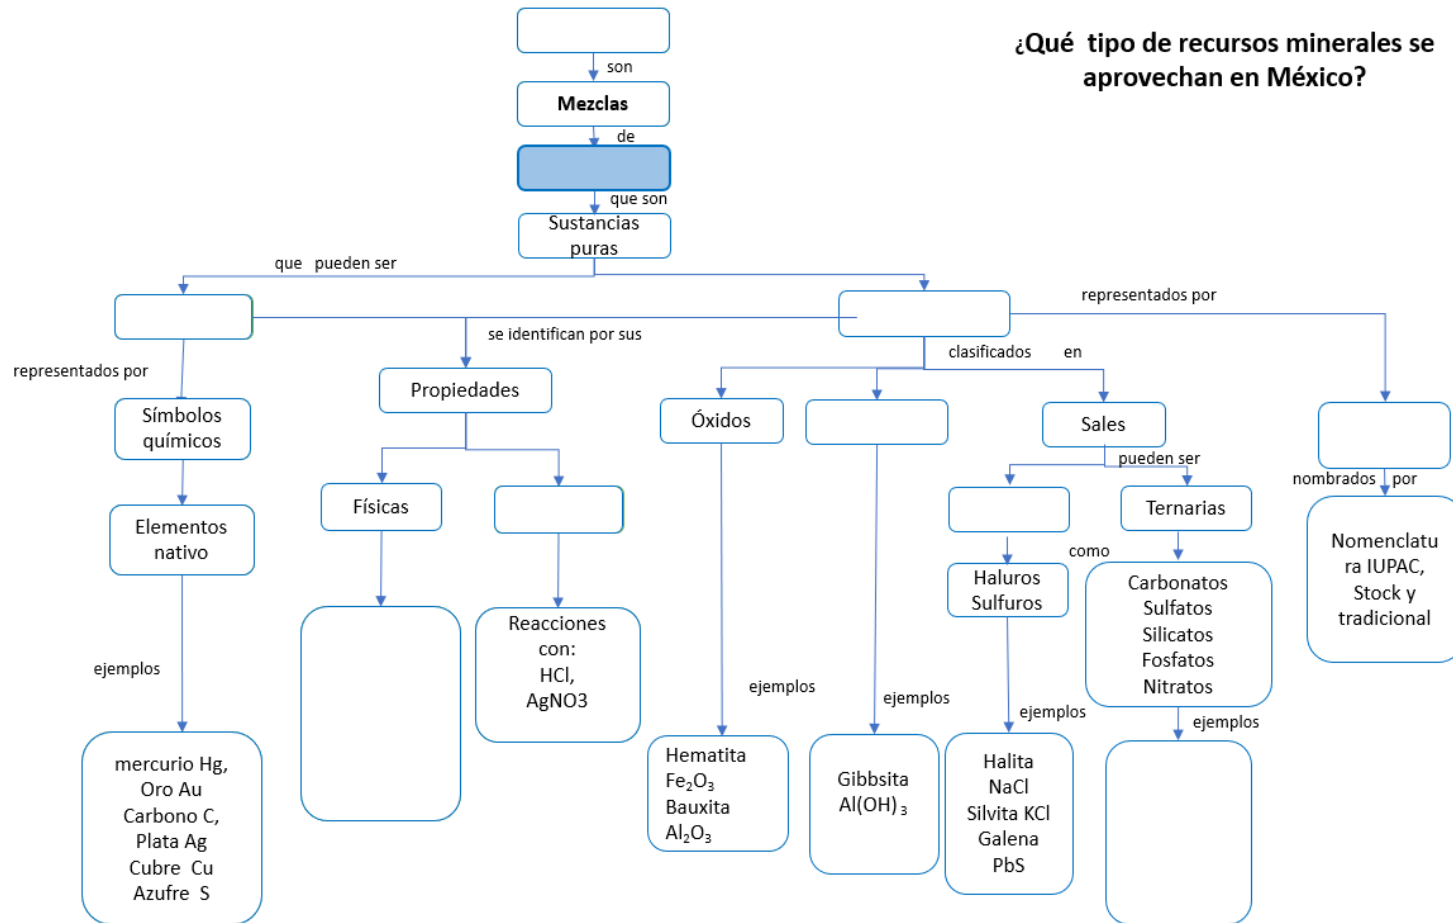 ¿Qué tipo de recursos minerales se
aprovechan en México?
son
Mezclas
de
que son
Sustancias
puras
que pueden ser
representados por
se identifican por sus
clasificados en
representados por
Propiedades
Símbolos
químicos
Óxidos
Sales
pueden ser
nombrados por
Físicas
Ternarias
Elementos
nativo
Nomenclatu
ra IUPAC,
Stock y
tradicional
como
Haluros
Sulfuros
Carbonatos
Sulfatos
Silicatos
Fosfatos
Nitratos
Reacciones
con:
HCl,
AgNO3
ejemplos
ejemplos
ejemplos
ejemplos
ejemplos
mercurio Hg,
Oro Au
Carbono C,
Plata Ag
Cubre Cu
Azufre S
Hematita
Fe₂O₃
Bauxita
Al₂O₃
Gibbsita
Al(OH) ₃
Halita
NaCl
Silvita KCl
Galena
PbS